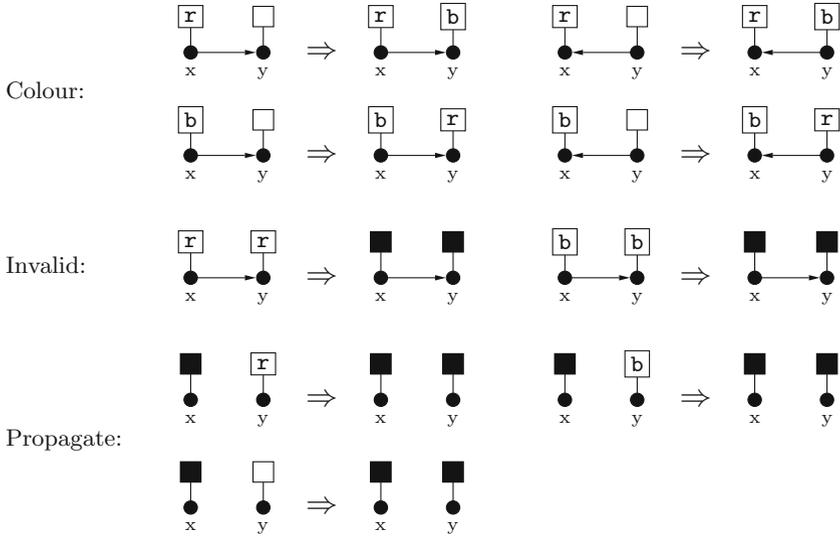 r r b r r b
x y x y x y x y
Colour:
b b r b b r
x y x y x y x y
r r b b
Invalid:
x y x y x y x y
r b
x y x y x y x y
Propagate:
x y x y